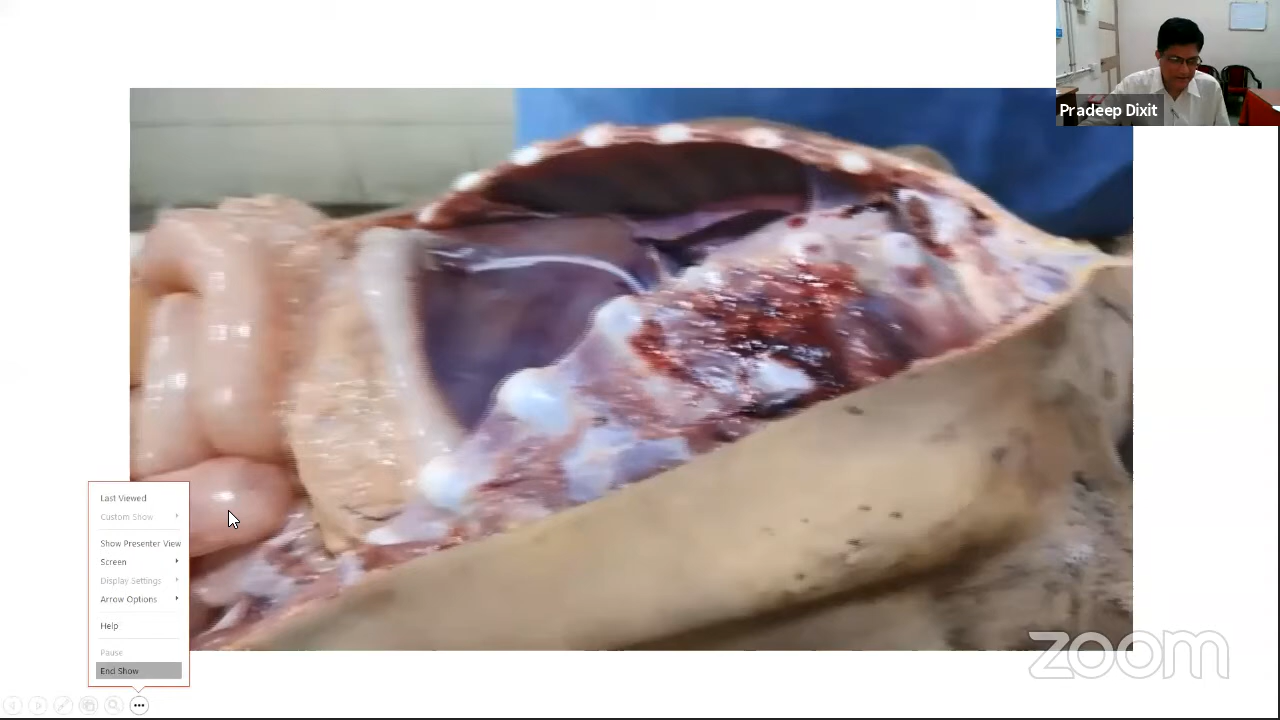 Pradeep Dixit
Last Viewed
Custom Show
Show Presenter View
Screen
Display Settings
Arrow Options
Help
Pause
End Show
zoom